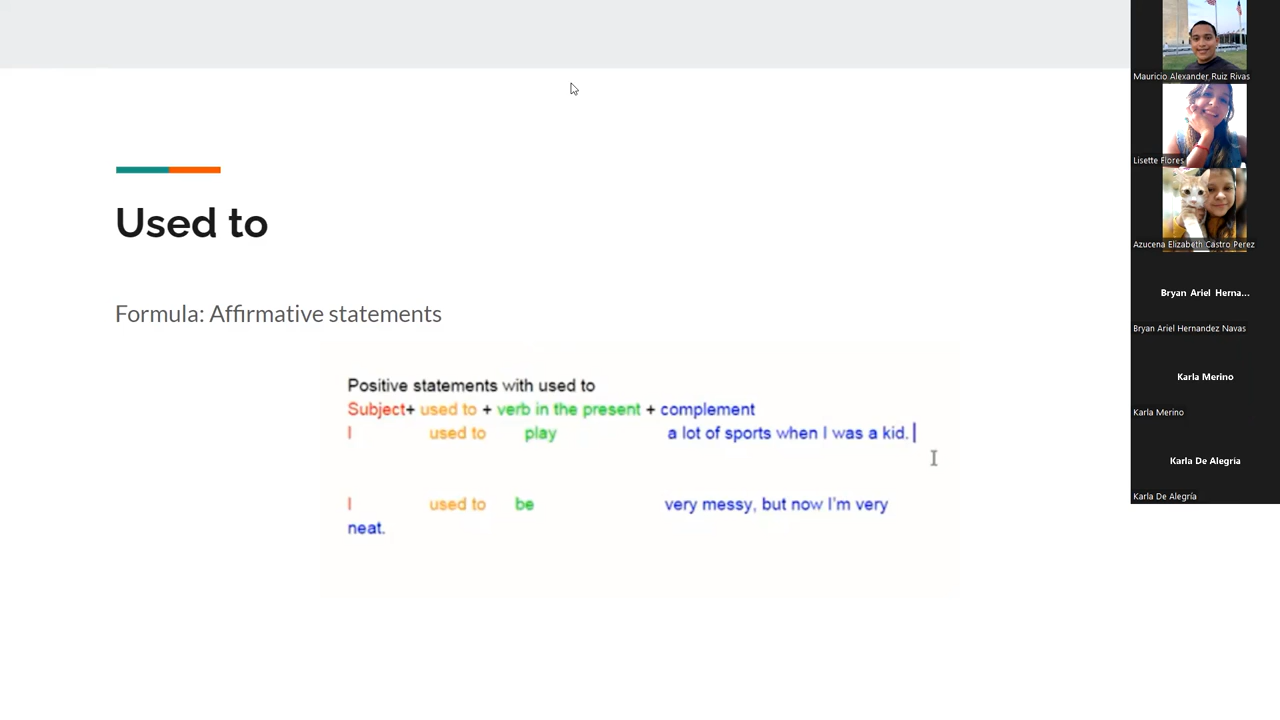 Used to
Formula: Affirmative statements
Positive statements with used to
Subject+ used to + verb in the present + complement
I used to play a lot of sports when I was a kid.
I used to be very messy, but now I'm very
neat.
Mauricio Alexander Ruiz Rivas
Lisette Flores
Azucena Elizabeth Castro Perez
Bryan Ariel Herna...
Bryan Ariel Hernandez Navas
Karla Merino
Karla Merino
Karla De Alegría
Karla De Alegría